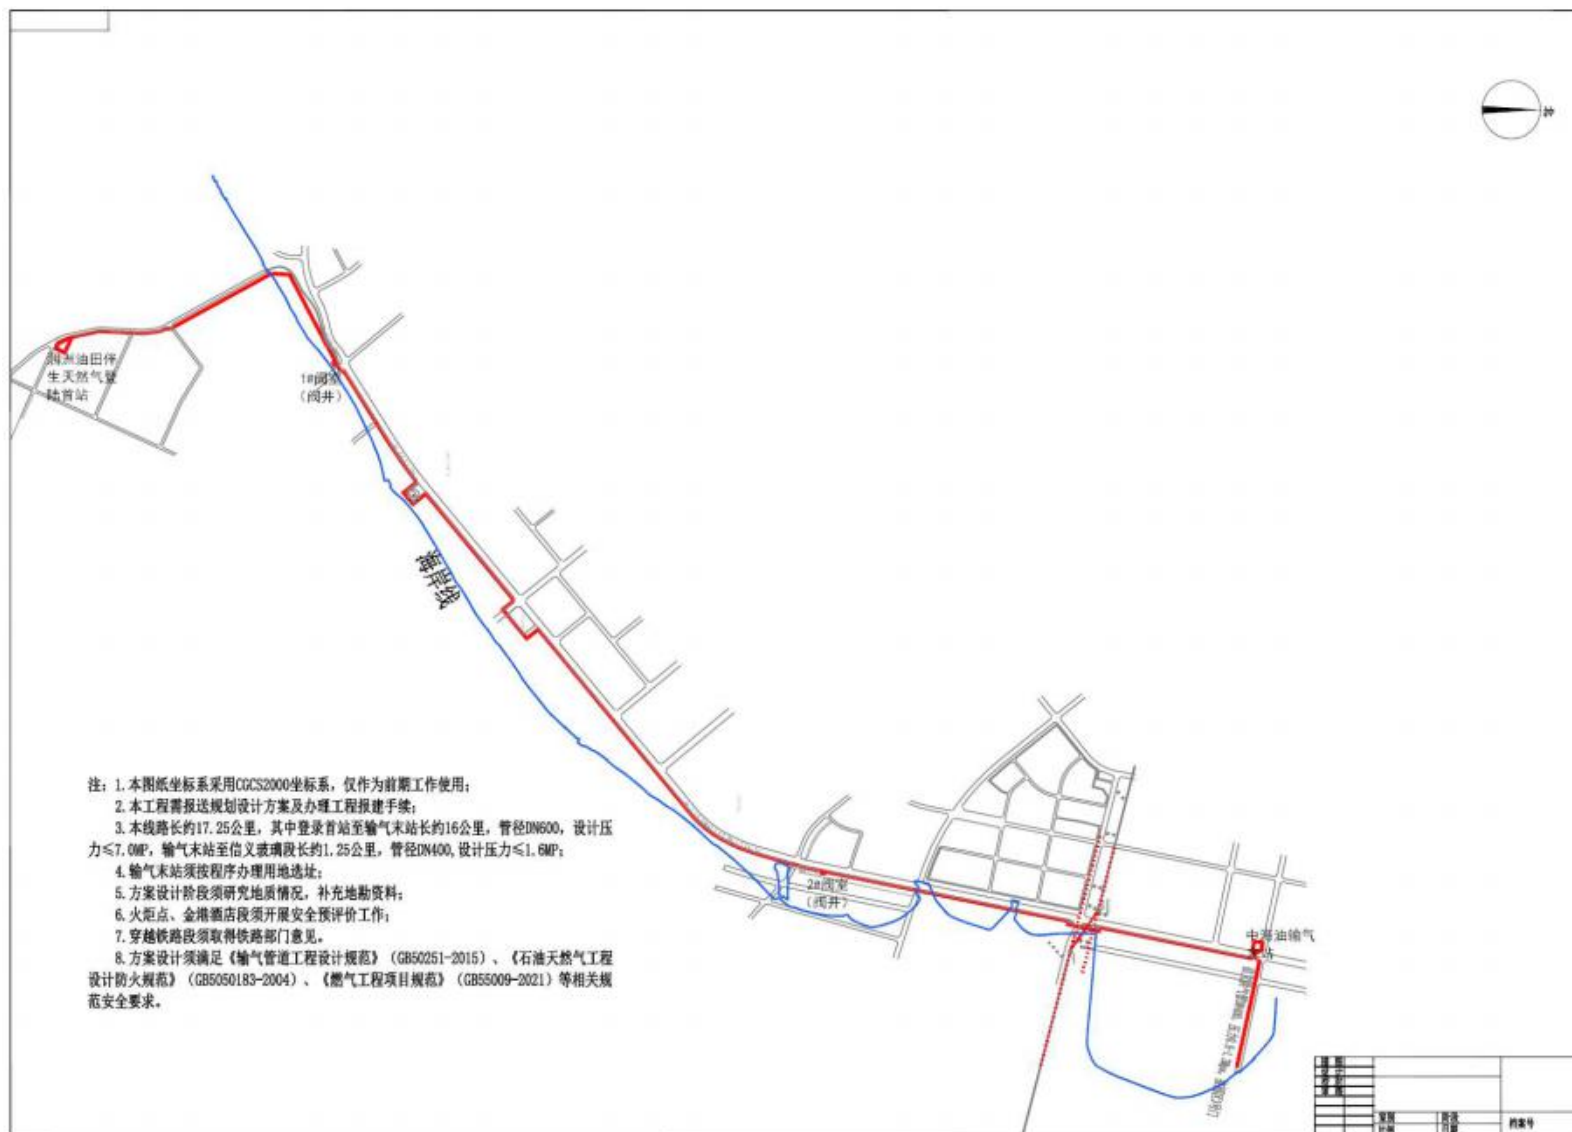 北
油田伴
生天然气登
陆首站
1#阀室
（阀井）
海岸线
注：1.本图纸坐标系采用CGCS2000坐标系，仅作为前期工作使用；
2.本工程需报送规划设计方案及办理工程报建手续；
3.本线路长约17.25公里，其中登录首站至输气末站长约16公里，管径DN600，设计压
力≤7.0MP，输气末站至信义玻璃段长约1.25公里，管径DN400,设计压力≤1.6MP；
4.输气末站须按程序办理用地选址；
5.方案设计阶段须研究地质情况，补充地勘资料；
6.火炬点、金港酒店段须开展安全预评价工作；
7.穿越铁路段须取得铁路部门意见。
8.方案设计须满足《输气管道工程设计规范》（GB50251-2015）、《石油天然气工程
设计防火规范》（GB5050183-2004）、《燃气工程项目规范》（GB55009-2021）等相关规
范安全要求。
2#阀室
（阀井）
中海油输气
档案号